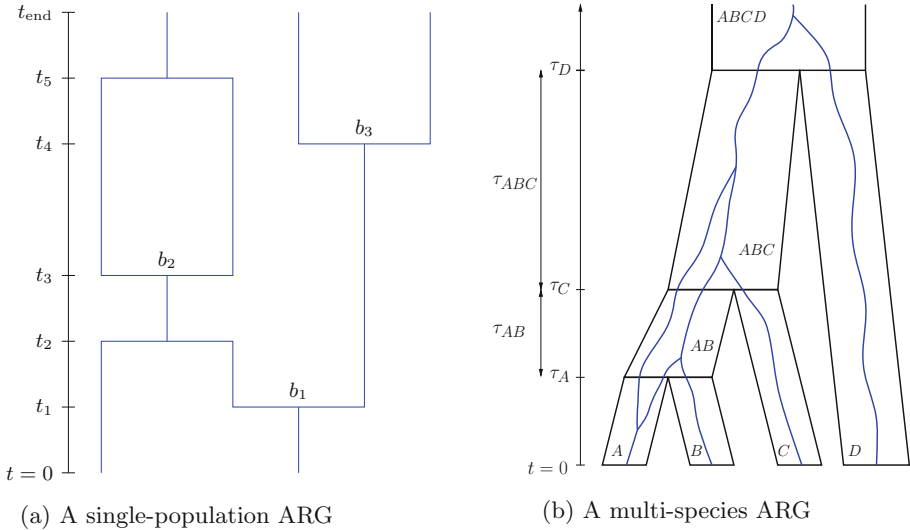 t_end
t_5
t_4
t_3
t_2
t_1
t = 0
b_3
b_2
b_1
(a) A single-population ARG
ABCD
τ_D
τ_ABC
ABC
τ_C
τ_AB
AB
τ_A
A
B
C
D
t = 0
(b) A multi-species ARG